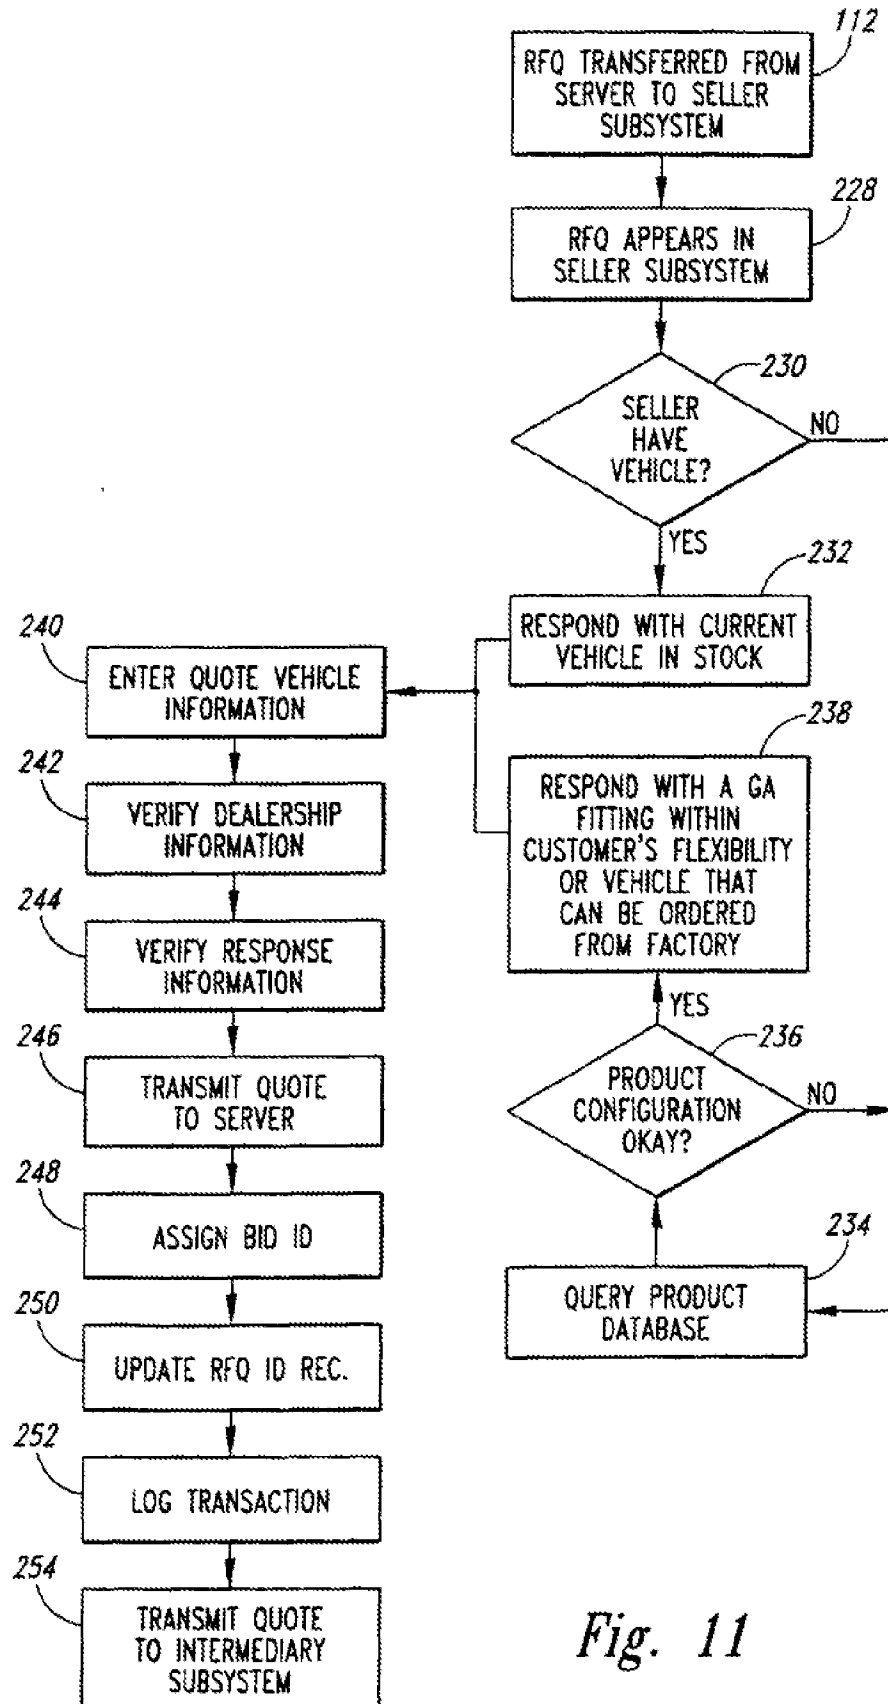 112
RFQ TRANSFERRED FROM
SERVER TO SELLER
SUBSYSTEM
228
RFQ APPEARS IN
SELLER SUBSYSTEM
230
SELLER
HAVE
VEHICLE?
NO
YES
232
RESPOND WITH CURRENT
VEHICLE IN STOCK
238
RESPOND WITH A GA
FITTING WITHIN
CUSTOMER'S FLEXIBILITY
OR VEHICLE THAT
CAN BE ORDERED
FROM FACTORY
YES
236
PRODUCT
CONFIGURATION
OKAY?
NO
234
QUERY PRODUCT
DATABASE
240
ENTER QUOTE VEHICLE
INFORMATION
242
VERIFY DEALERSHIP
INFORMATION
244
VERIFY RESPONSE
INFORMATION
246
TRANSMIT QUOTE
TO SERVER
248
ASSIGN BID ID
250
UPDATE RFQ ID REC.
252
LOG TRANSACTION
254
TRANSMIT QUOTE
TO INTERMEDIARY
SUBSYSTEM
Fig. 11